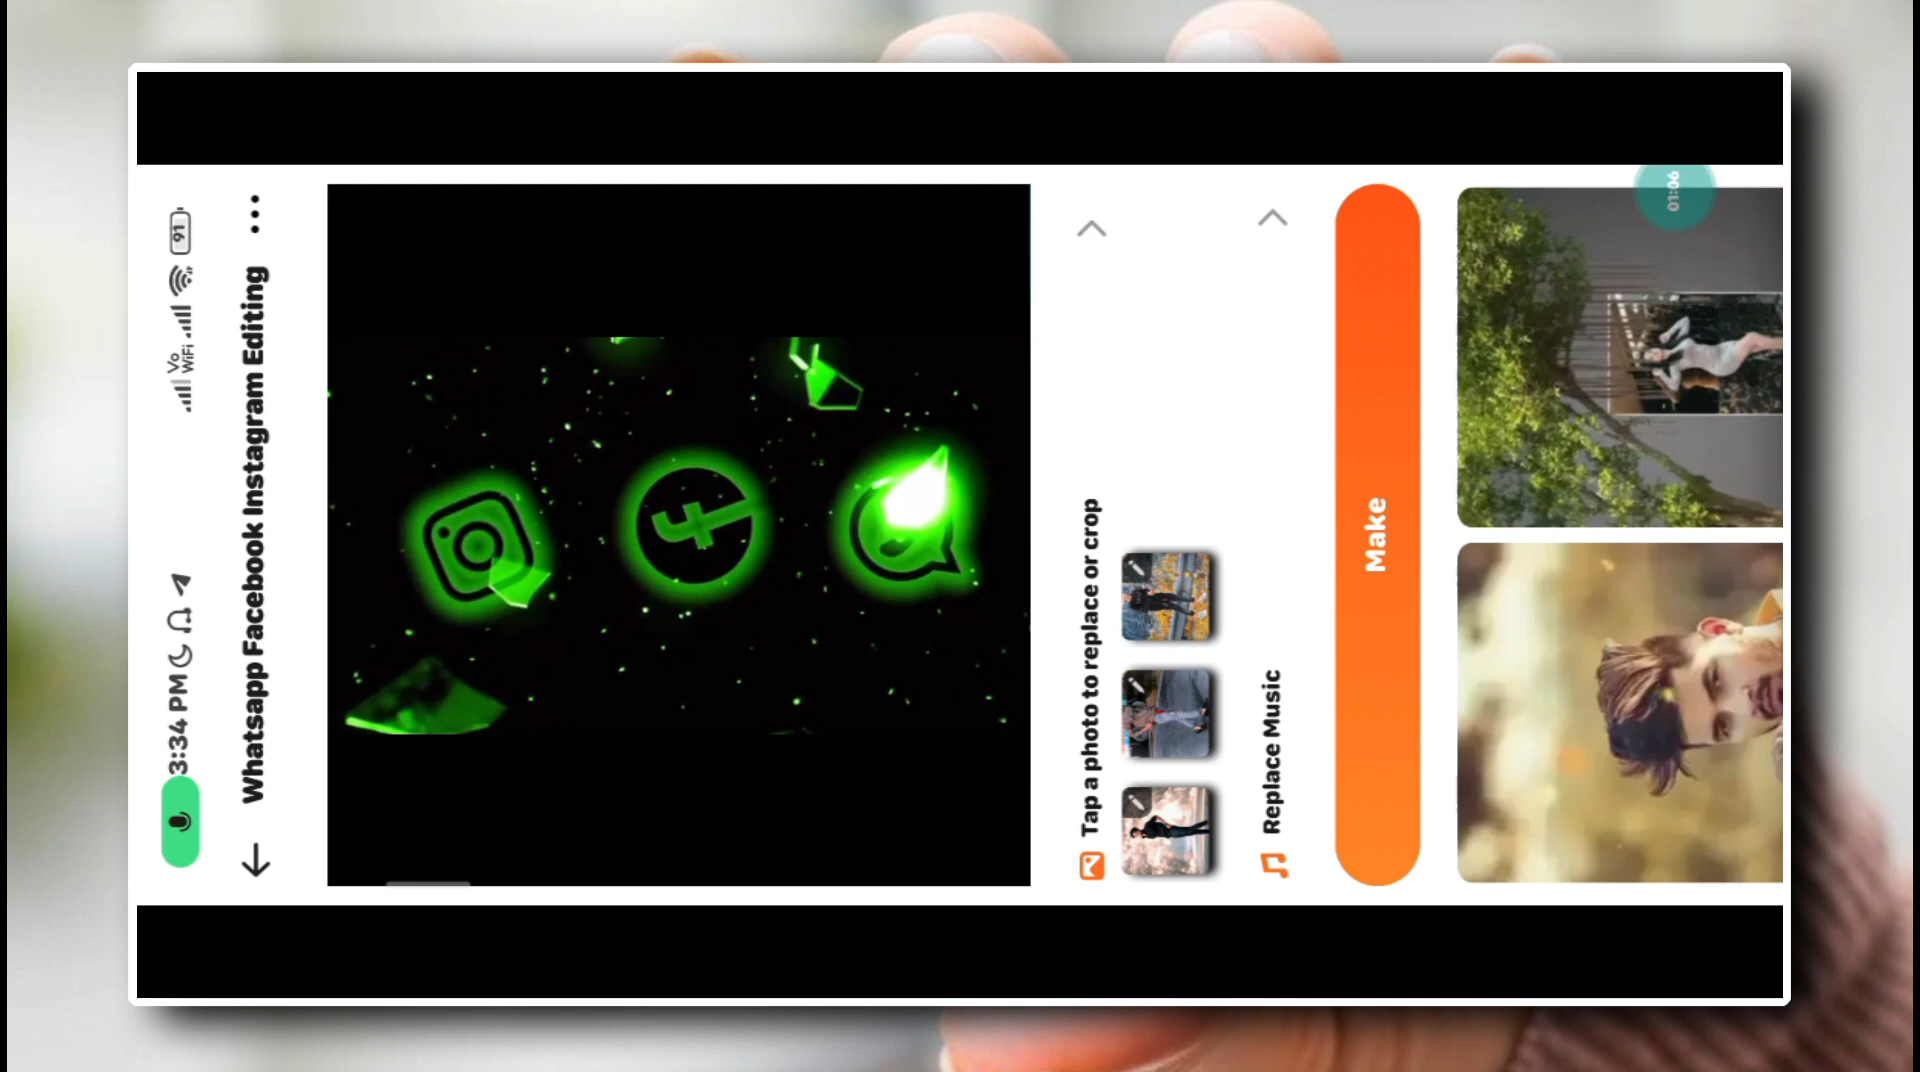 3:34 PM
Vo
WiFi
91
Whatsapp Facebook Instagram Editing
Tap a photo to replace or crop
Replace Music
Make
01:06